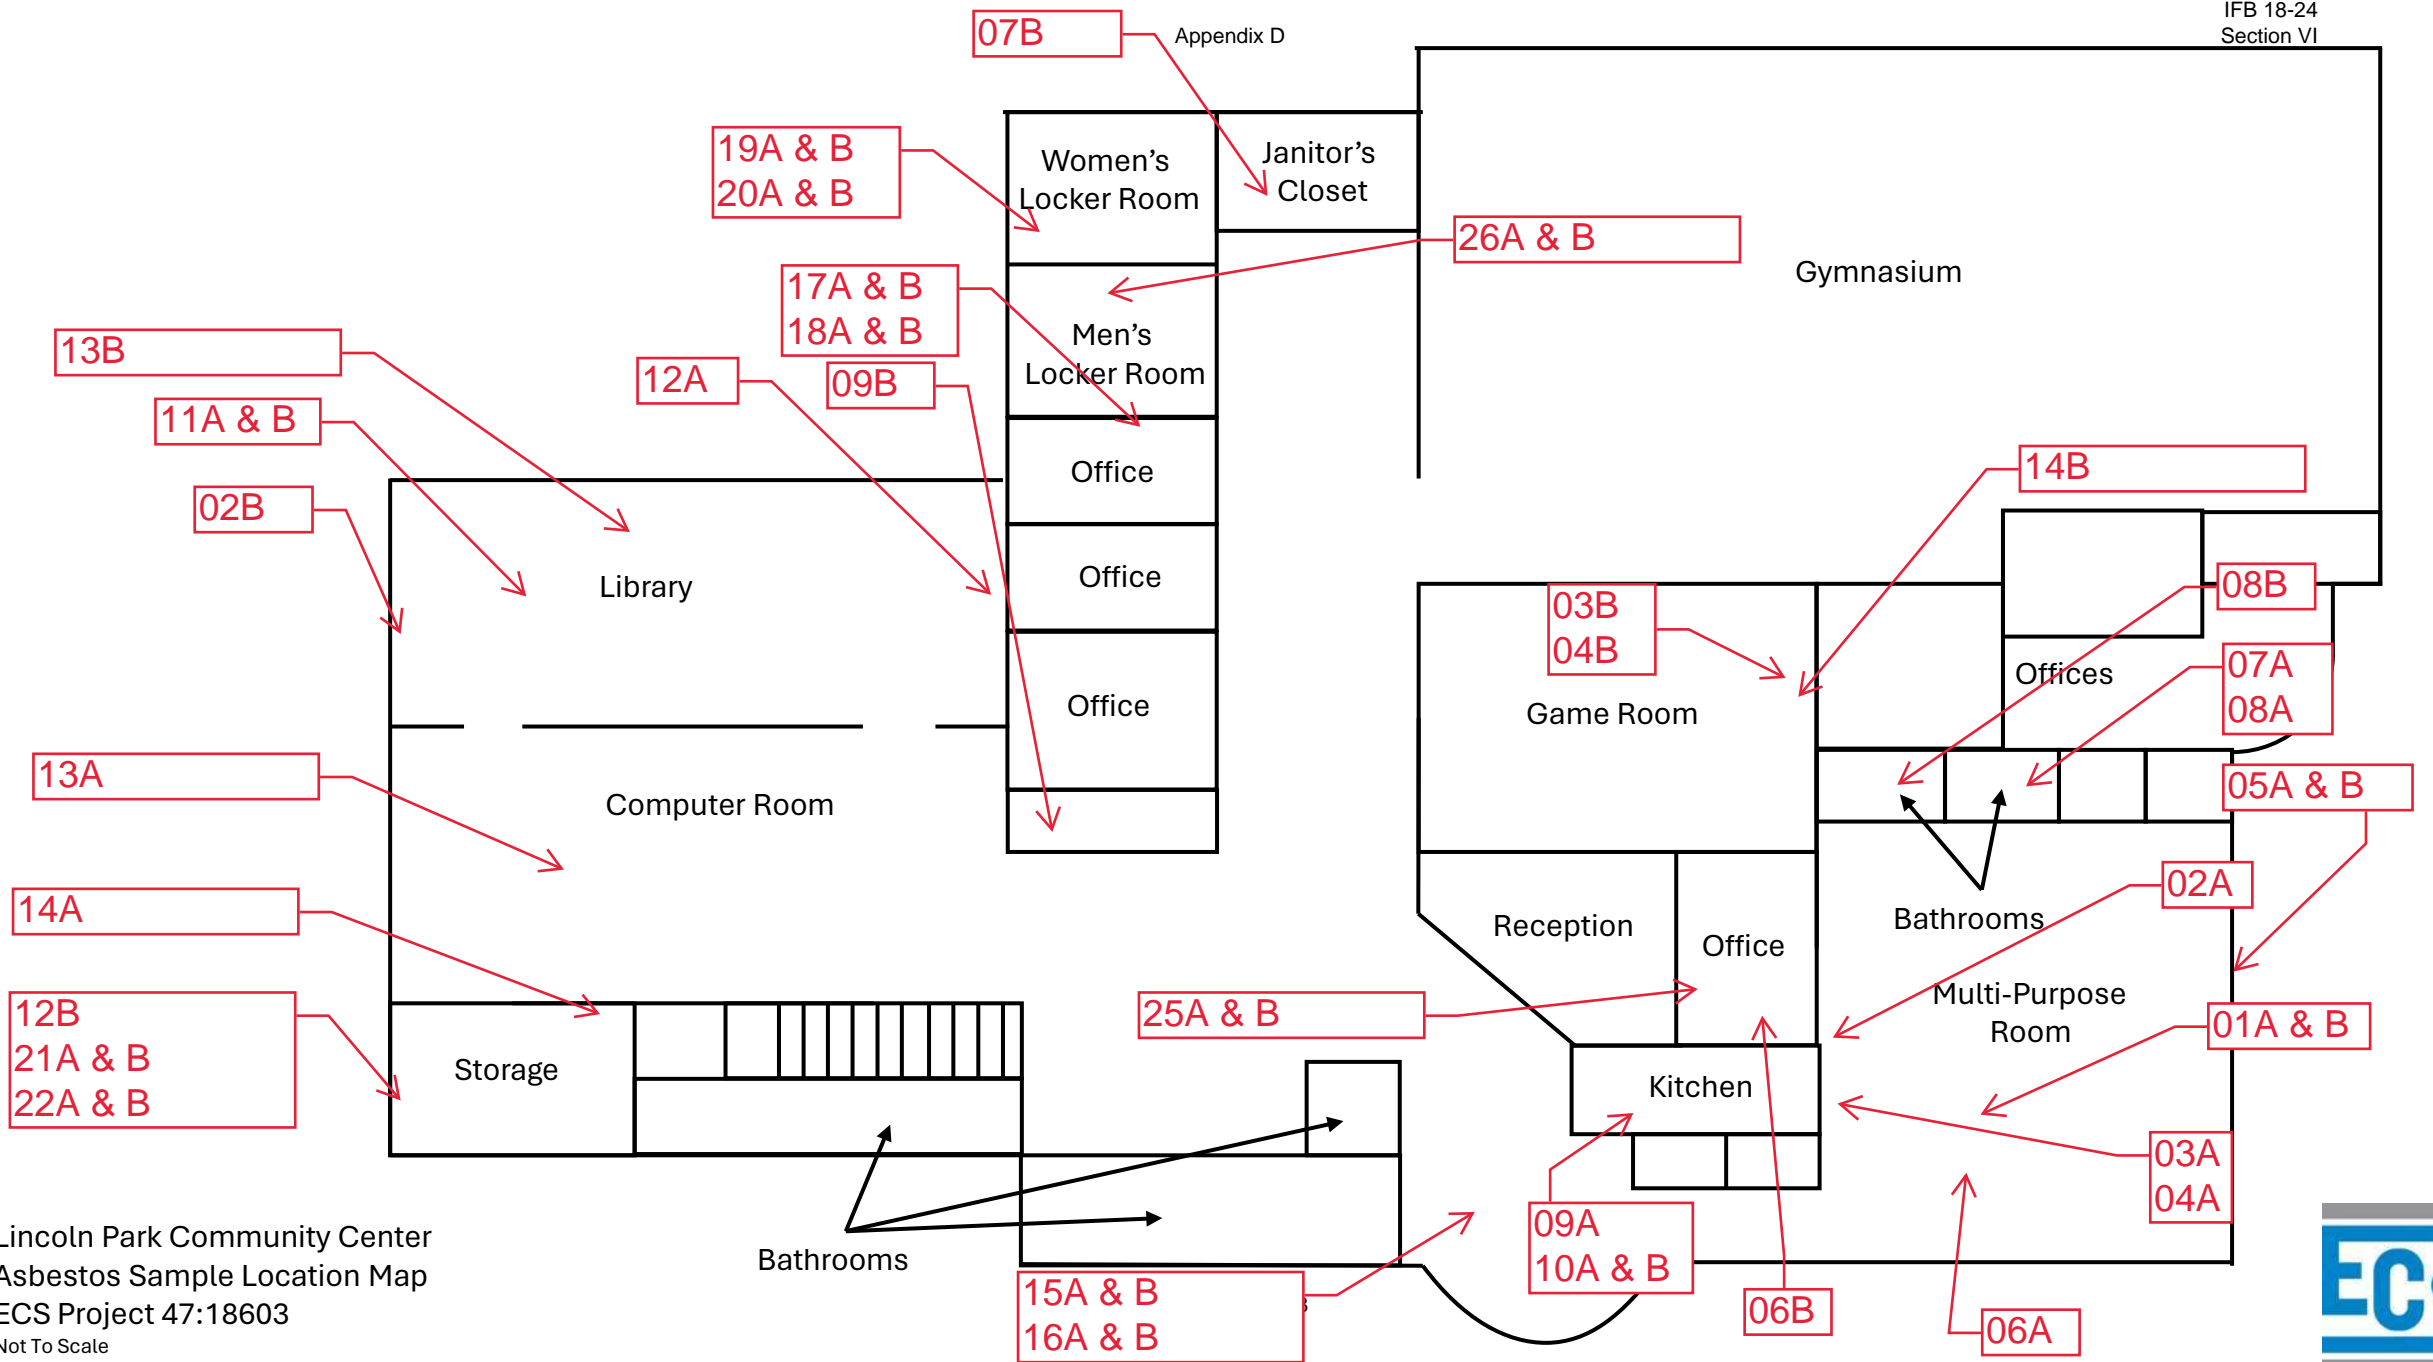 IFB 18-24
Section VI
Appendix D
07B
19A & B
20A & B
Women's
Locker Room
Janitor's
Closet
26A & B
Gymnasium
17A & B
18A & B
Men's
Locker Room
13B
12A
09B
11A & B
14B
02B
Office
Library
Office
03B
04B
08B
Offices
07A
08A
Office
Game Room
13A
Computer Room
05A & B
14A
02A
Bathrooms
Reception
Office
Multi-Purpose
Room
12B
21A & B
22A & B
25A & B
01A & B
Storage
Kitchen
03A
04A
09A
10A & B
Lincoln Park Community Center
Asbestos Sample Location Map
ECS Project 47:18603
Not To Scale
Bathrooms
15A & B
16A & B
06B
06A
EC